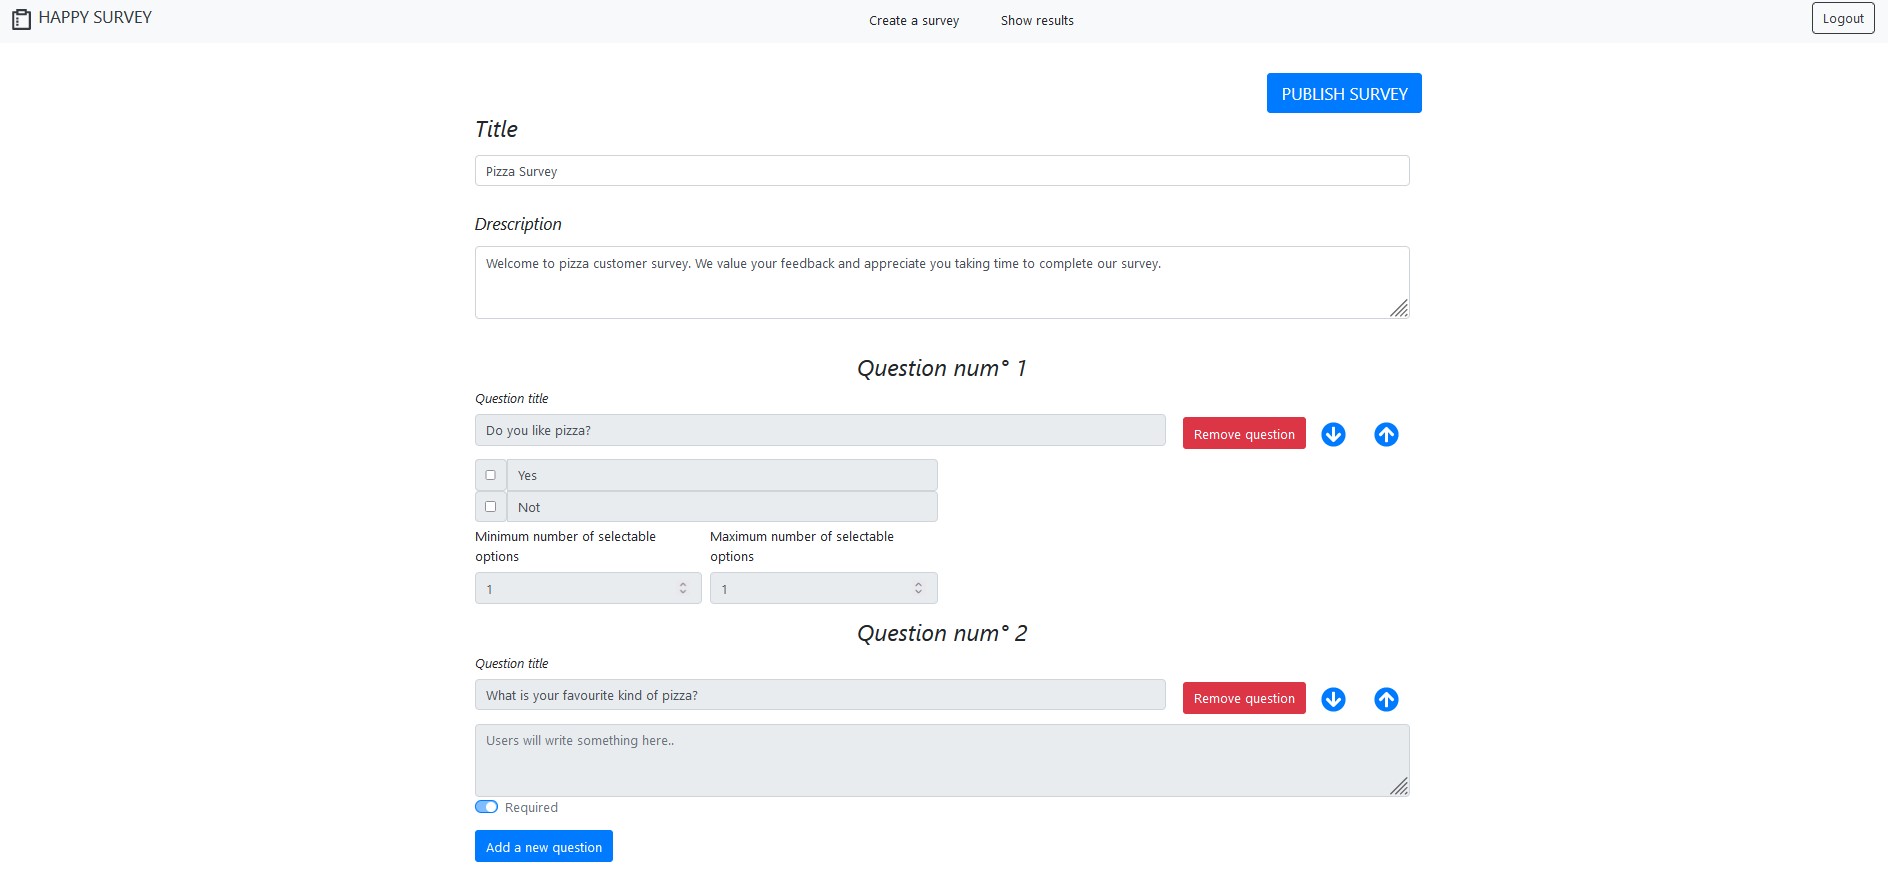 HAPPY SURVEY
Create a survey
Show results
Logout
PUBLISH SURVEY
Title
Pizza Survey
Drescription
Welcome to pizza customer survey. We value your feedback and appreciate you taking time to complete our survey.
Question num° 1
Question title
Do you like pizza?
Remove question
Yes
Not
Minimum number of selectable
options
Maximum number of selectable
options
1
1
Question num° 2
Question title
What is your favourite kind of pizza?
Remove question
Users will write something here..
Required
Add a new question